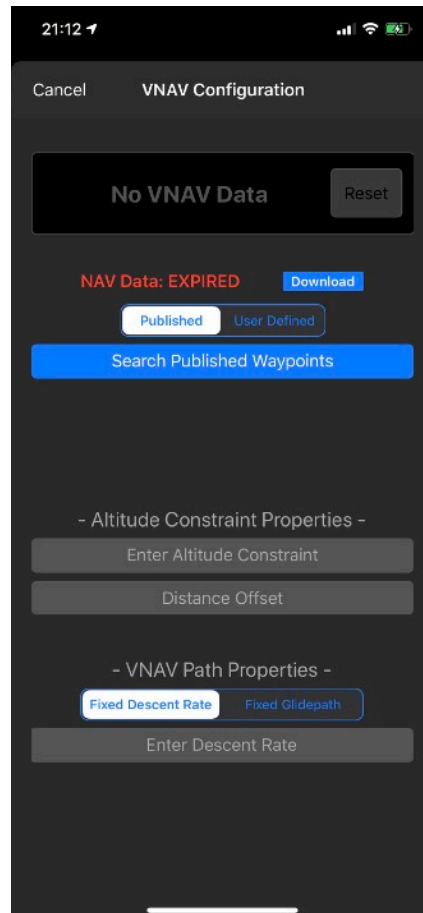 21:12
Cancel VNAV Configuration
No VNAV Data Reset
NAV Data: EXPIRED Download
Published User Defined
Search Published Waypoints
- Altitude Constraint Properties -
Enter Altitude Constraint
Distance Offset
- VNAV Path Properties -
Fixed Descent Rate Fixed Glidepath
Enter Descent Rate